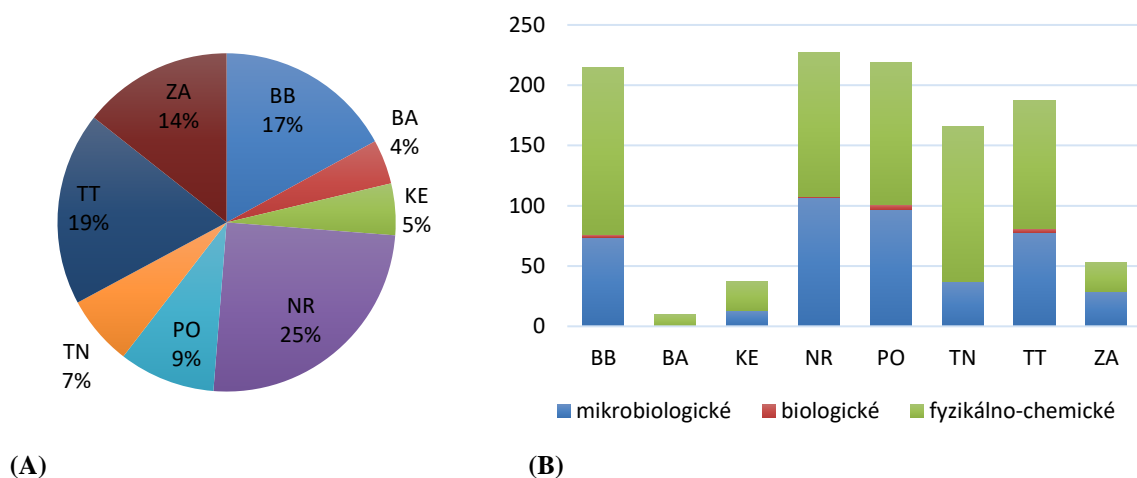 BB
17%
BA
4%
KE
5%
NR
25%
PO
9%
TN
7%
TT
19%
ZA
14%
(A)
250
200
150
100
50
0
BB BA KE NR PO TN TT ZA
mikrobiologické biologické fyzikálno-chemické
(B)